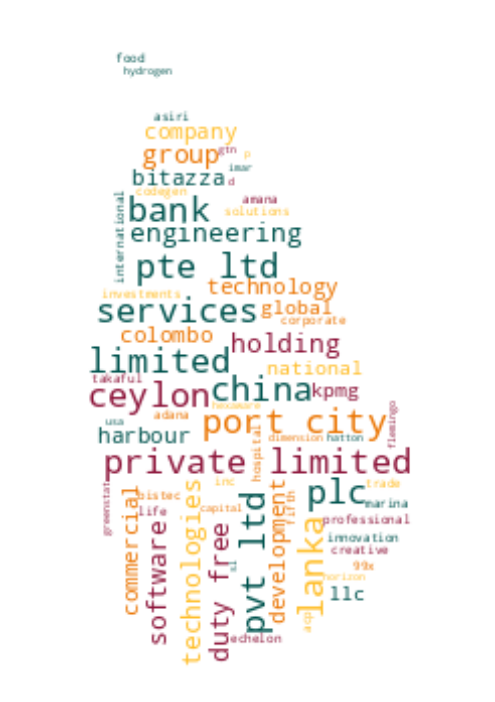 food
hydrogen
asiri
company
group gtn p
imar
bitazza d
codegen amana
international
bank solutions
engineering
pte ltd
technology
investments
services global
corporate
colombo holding
limited national
takaful
ceylon china kpmg
hexaware
adana port city flemingo
usa
harbour hospital dimension hatton
private limited
greenstat commercial bistec inc plc trade
life technologies capital pvt ltd development fifth marina
software duty free lanka professional
innovation
creative
sl 99x
horizon
llc
acp
echelon